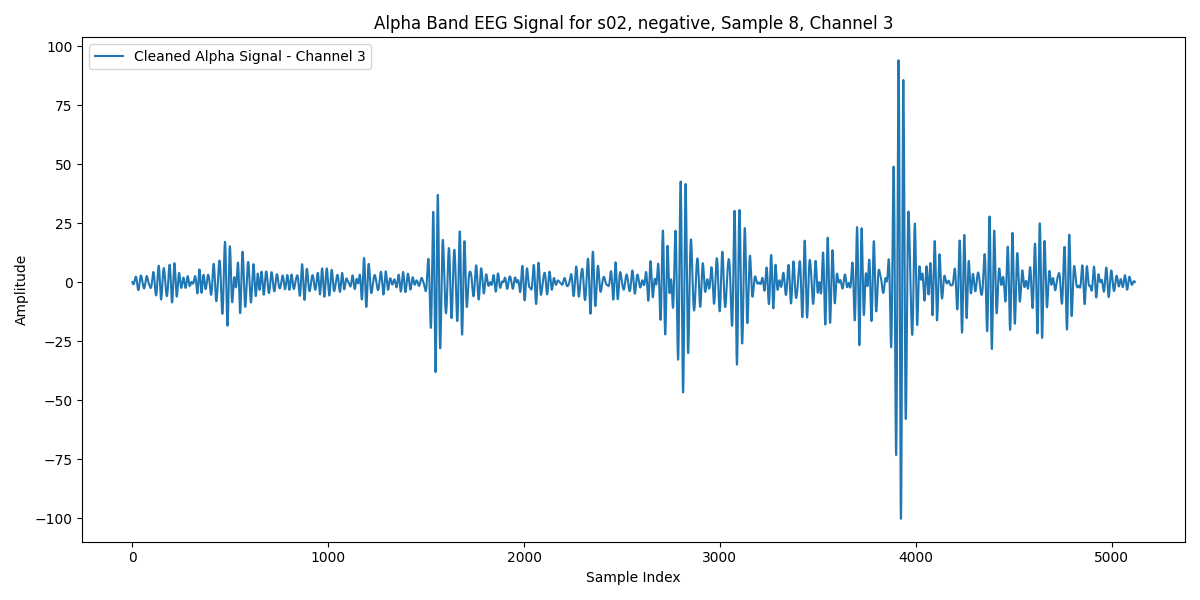 Alpha Band EEG Signal for s02, negative, Sample 8, Channel 3
Cleaned Alpha Signal - Channel 3
100
75
50
25
0
−25
−50
−75
−100
Amplitude
0 1000 2000 3000 4000 5000
Sample Index